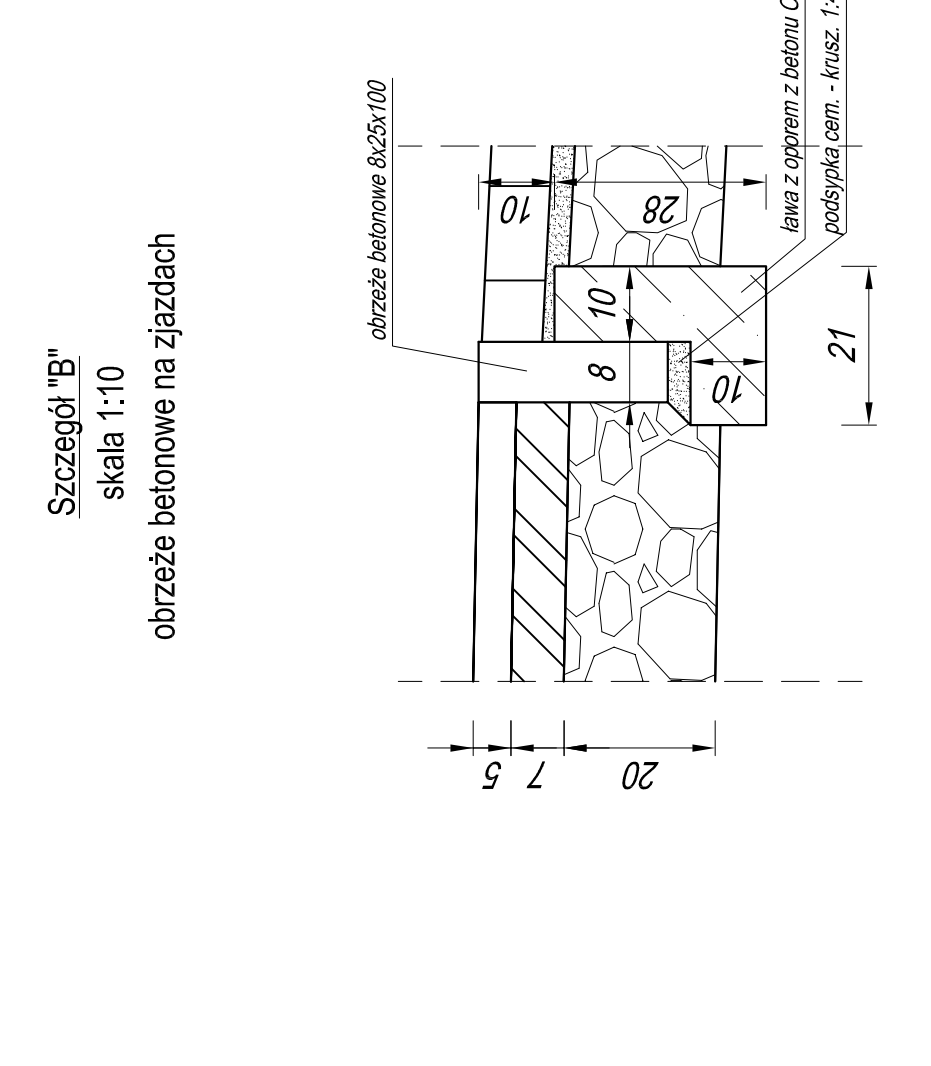 Szczegół "B"
skala 1:10
obrzeże betonowe na zjazdach
obrzeże betonowe 8x25x100
ława z oporem z betonu
podsypka cem. - krusz.
10
28
10
8
10
21
5
7
20